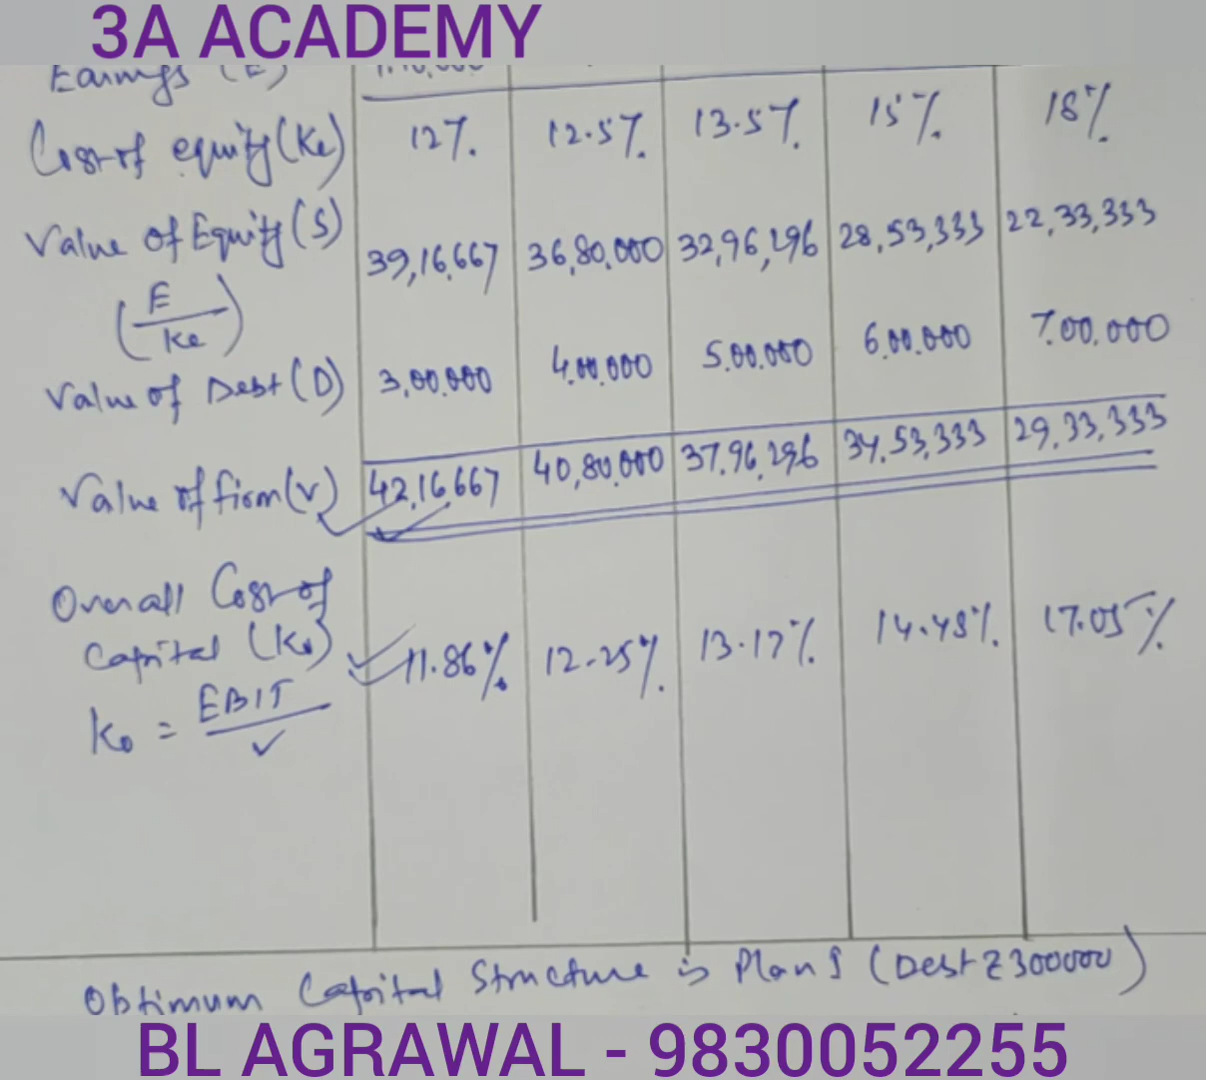 3A ACADEMY
Earnings (E)
Cost of equity (Ke) 12% 12.5% 13.5% 15% 18%
Value of Equity (S) 39,16,667 36,80,000 32,96,296 28,53,333 22,33,333
(E/Ke)
Value of Debt (D) 3,00,000 4,00,000 5,00,000 6,00,000 7,00,000
Value of firm (V) 42,16,667 40,80,000 37,96,296 34,53,333 29,33,333
Overall Cost of
Capital (Ko) 11.86% 12.25% 13.17% 14.48% 17.05%
Ko = EBIT/V
Optimum Capital Structure is Plan 1 (Debt ₹300000)
BL AGRAWAL - 9830052255